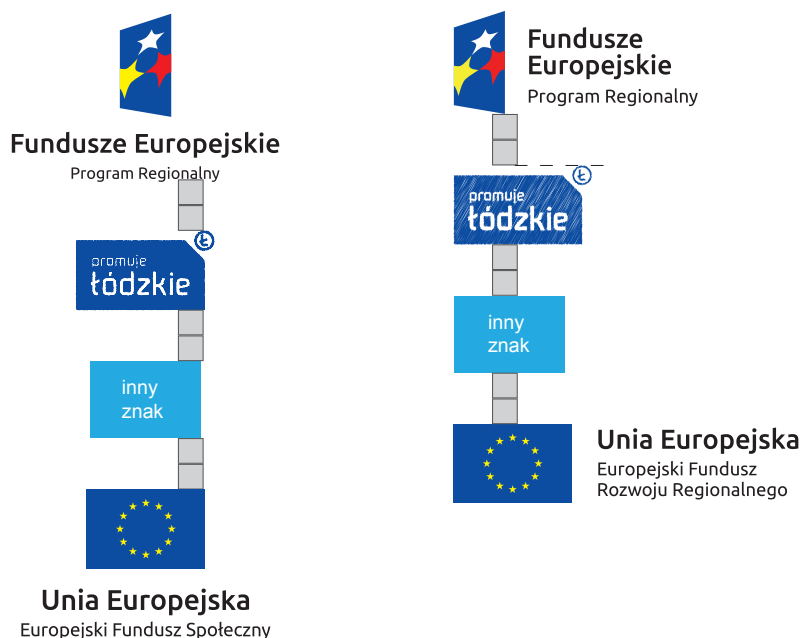 Fundusze Europejskie
Program Regionalny
Ł
promuje
łódzkie
inny
znak
Unia Europejska
Europejski Fundusz Społeczny
Fundusze
Europejskie
Program Regionalny
Ł
promuje
łódzkie
inny
znak
Unia Europejska
Europejski Fundusz
Rozwoju Regionalnego